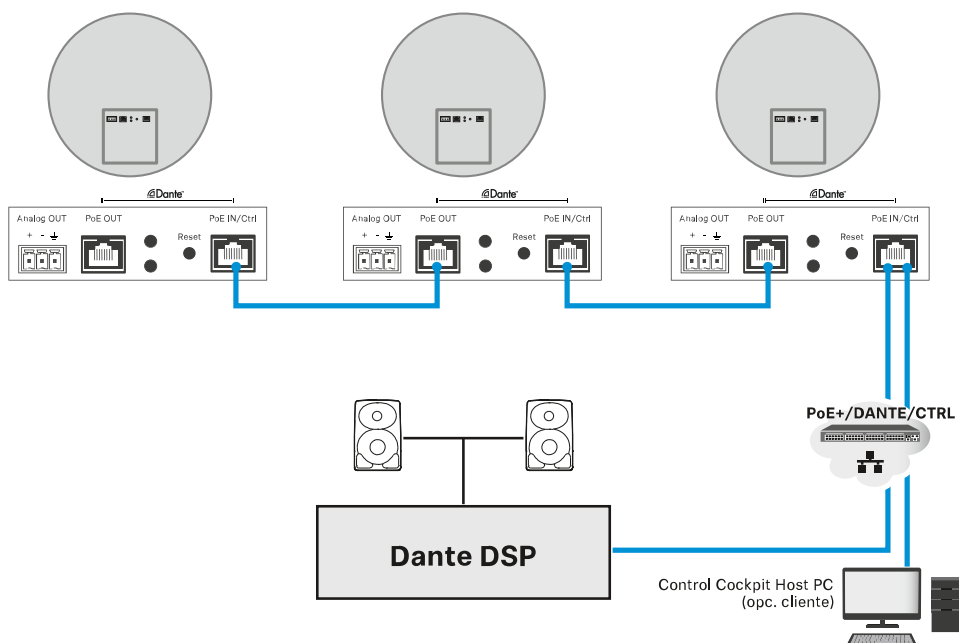 Dante
Analog OUT
PoE OUT
PoE IN/Ctrl
+ -
Reset
Dante
Analog OUT
PoE OUT
PoE IN/Ctrl
+ -
Reset
Dante
Analog OUT
PoE OUT
PoE IN/Ctrl
+ -
Reset
PoE+/DANTE/CTRL
Dante DSP
Control Cockpit Host PC
(opc. cliente)